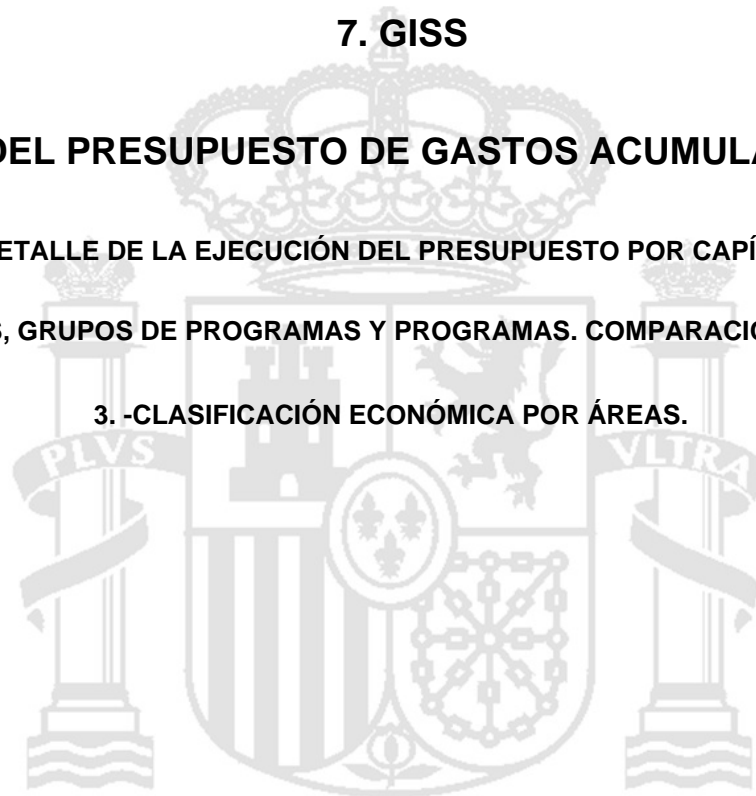 7. GISS
DEL PRESUPUESTO DE GASTOS ACUMULA
ETALLE DE LA EJECUCIÓN DEL PRESUPUESTO POR CAPÍ
S, GRUPOS DE PROGRAMAS Y PROGRAMAS. COMPARACIO
3. -CLASIFICACIÓN ECONÓMICA POR ÁREAS.
PLVS
VLTRA